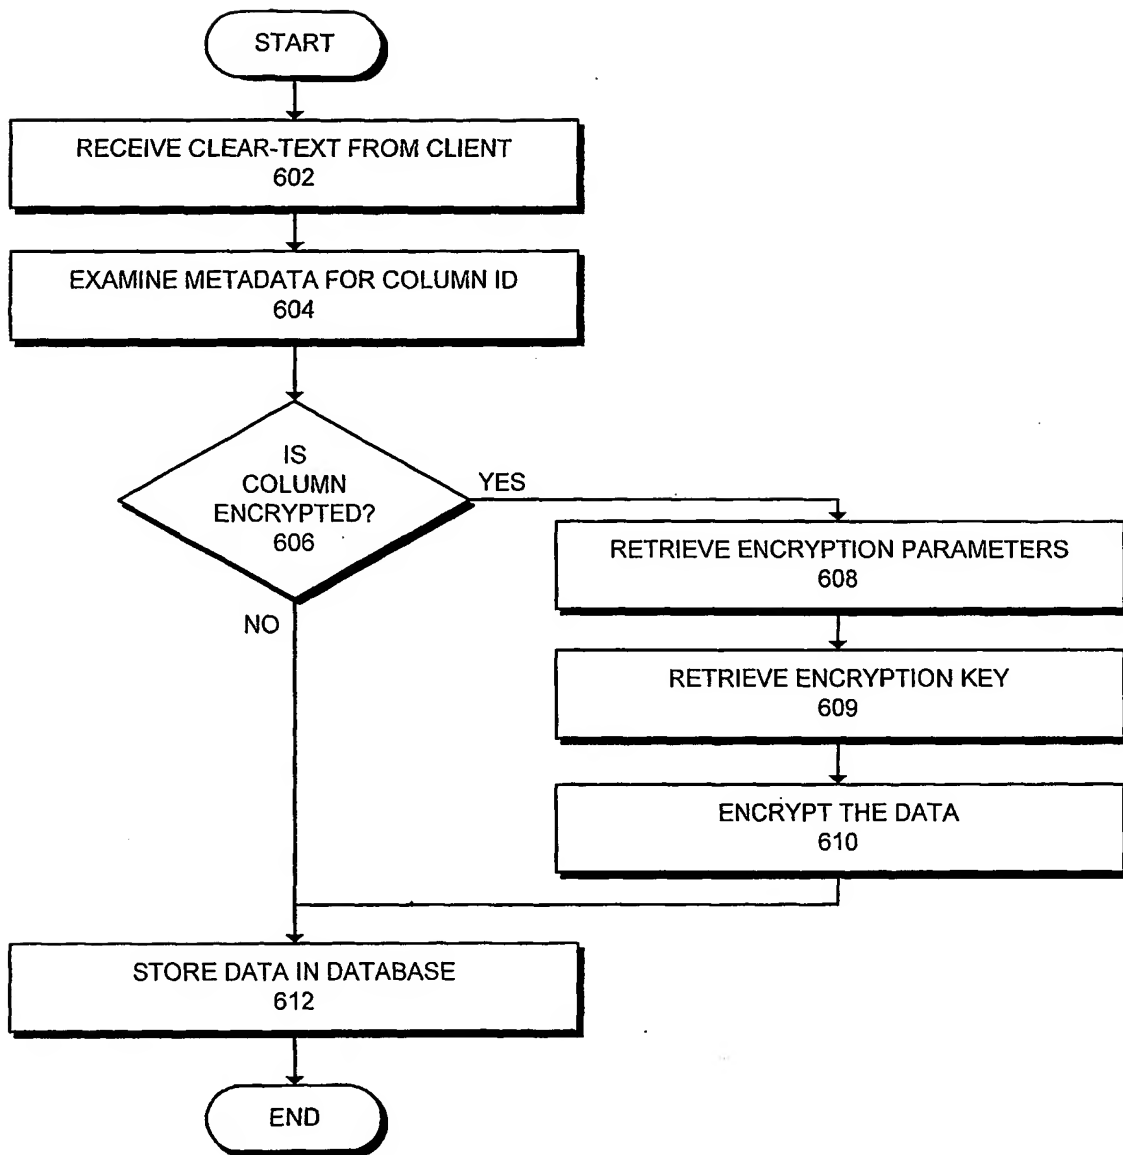 START
RECEIVE CLEAR-TEXT FROM CLIENT
602
EXAMINE METADATA FOR COLUMN ID
604
IS
COLUMN
ENCRYPTED?
606
YES
NO
RETRIEVE ENCRYPTION PARAMETERS
608
RETRIEVE ENCRYPTION KEY
609
ENCRYPT THE DATA
610
STORE DATA IN DATABASE
612
END